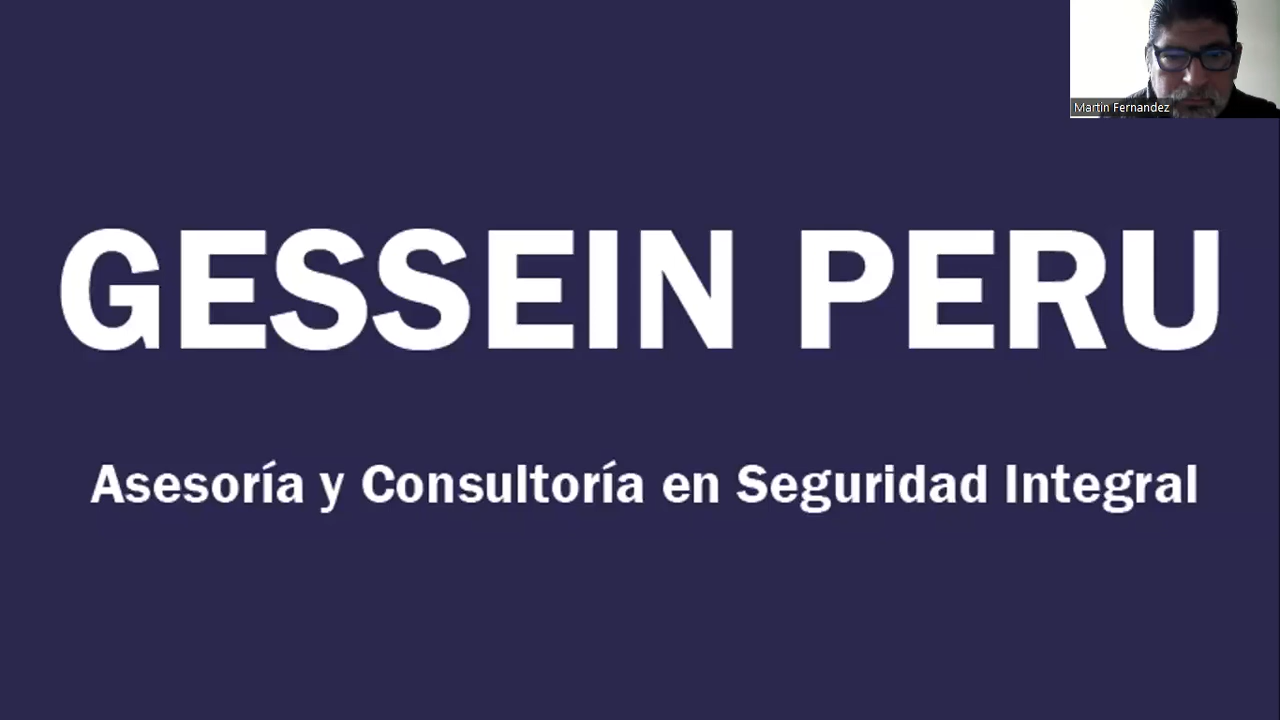 Martin Fernandez
GESSEIN PERU
Asesoría y Consultoría en Seguridad Integral